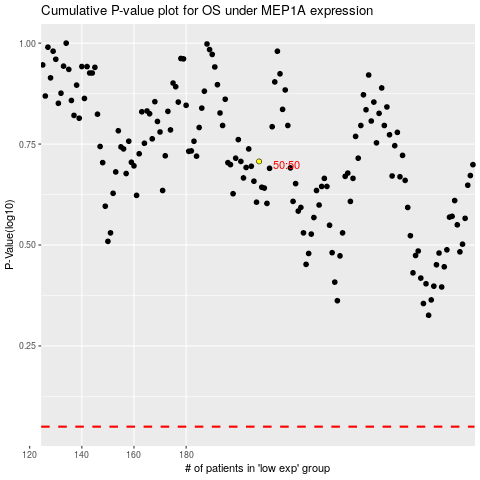 Cumulative P-value plot for OS under MEP1A expression
P-Value(log10)
1.00
0.75
0.50
0.25
50:50
120 140 160 180
# of patients in 'low exp' group